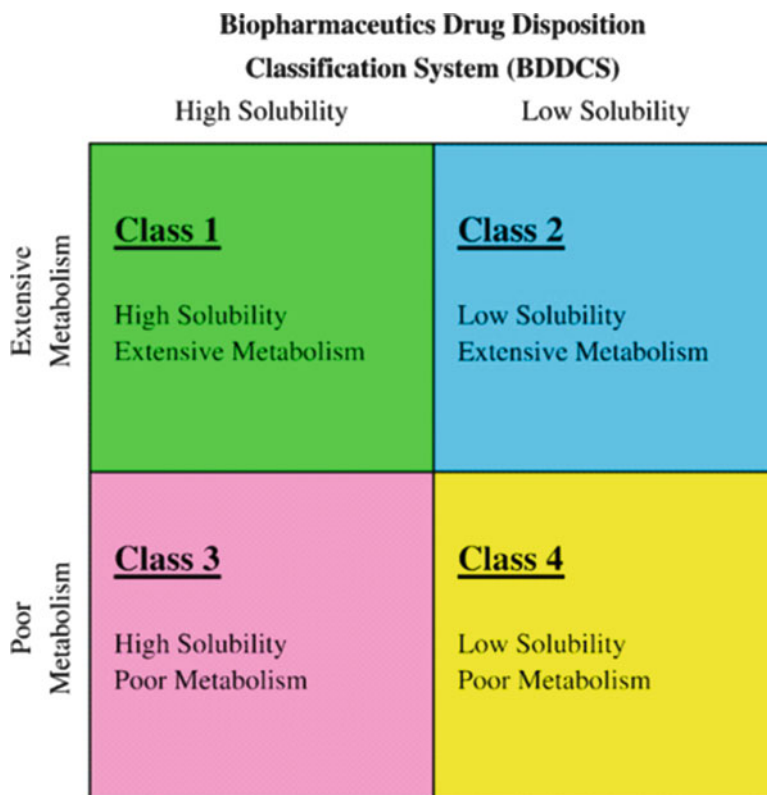 Biopharmaceutics Drug Disposition
Classification System (BDDCS)
High Solubility
Low Solubility
Extensive
Metabolism
Class 1
High Solubility
Extensive Metabolism
Class 2
Low Solubility
Extensive Metabolism
Poor
Metabolism
Class 3
High Solubility
Poor Metabolism
Class 4
Low Solubility
Poor Metabolism